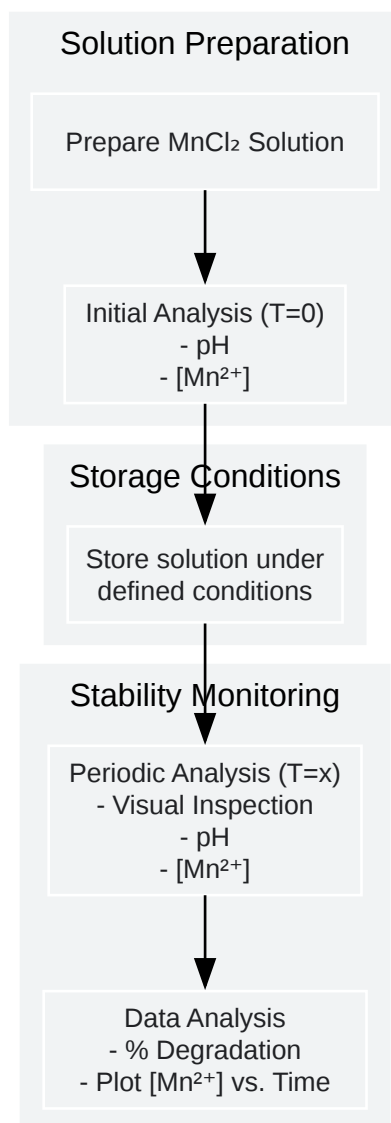 Solution Preparation
Prepare MnCl₂ Solution
Initial Analysis (T=0)
- pH
- [Mn²⁺]
Storage Conditions
Store solution under
defined conditions
Stability Monitoring
Periodic Analysis (T=x)
- Visual Inspection
- pH
- [Mn²⁺]
Data Analysis
- % Degradation
- Plot [Mn²⁺] vs. Time